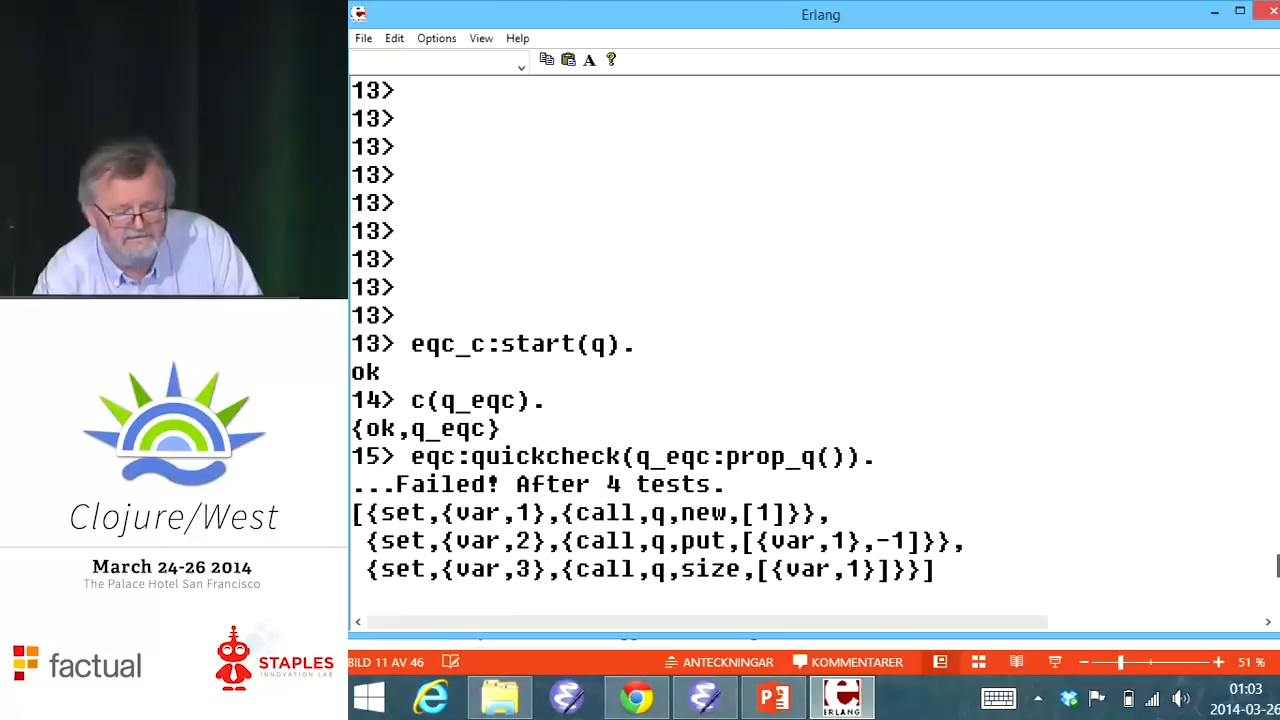 Erlang
File Edit Options View Help
13>
13>
13>
13>
13>
13>
13>
13>
13>
13> eqc_c:start(q).
ok
14> c(q_eqc).
{ok,q_eqc}
15> eqc:quickcheck(q_eqc:prop_q()).
...Failed! After 4 tests.
[{set,{var,1},{call,q,new,[1]}},
{set,{var,2},{call,q,put,[{var,1},-1]}},
{set,{var,3},{call,q,size,[{var,1}]}}]
BILD 11 AV 46 ANTECKNINGAR KOMMENTARER 51 %
ERLANG
01:03
2014-03-26
Clojure/West
March 24-26 2014
The Palace Hotel San Francisco
factual
STAPLES
INNOVATION LAB